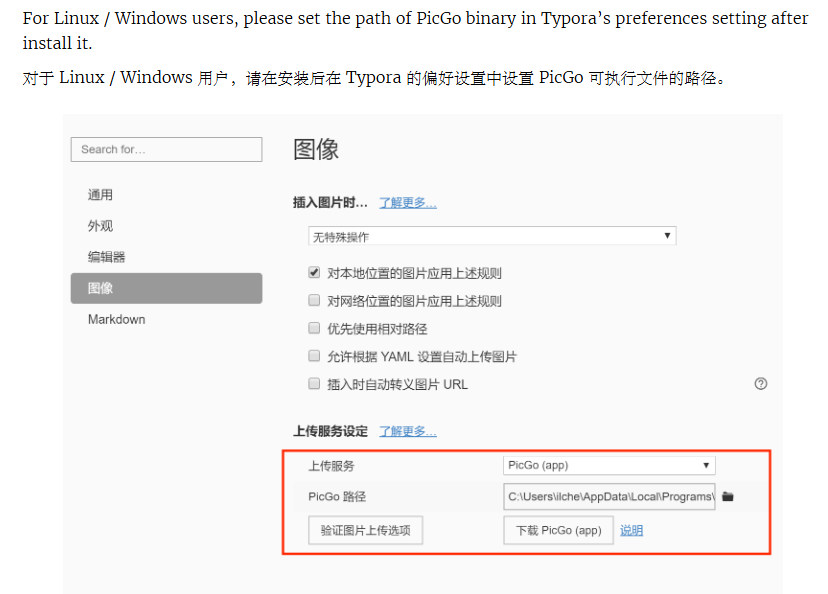 For Linux / Windows users, please set the path of PicGo binary in Typora’s preferences setting after
install it.
对于 Linux / Windows 用户，请在安装后在 Typora 的偏好设置中设置 PicGo 可执行文件的路径。
Search for…
图像
通用
外观
编辑器
图像
Markdown
插入图片时… 了解更多…
无特殊操作
对本地位置的图片应用上述规则
对网络位置的图片应用上述规则
优先使用相对路径
允许根据 YAML 设置自动上传图片
插入时自动转义图片 URL
上传服务设定 了解更多…
上传服务 PicGo (app)
PicGo 路径 C:\Users\ilche\AppData\Local\Programs\
验证图片上传选项 下载 PicGo (app) 说明